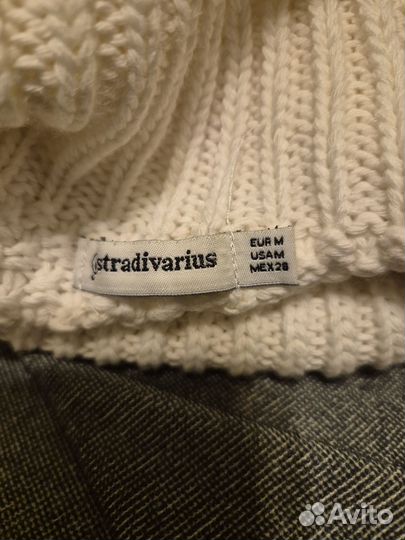 stradivarius
EUR M
USA M
MEX 28
Avito